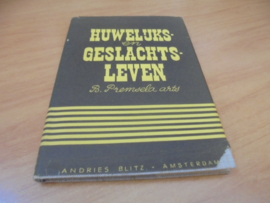 HUWELIJKS-
en
GESLACHTS-
LEVEN
B. Premsela, arts
ANDRIES BLITZ - AMSTERDAM